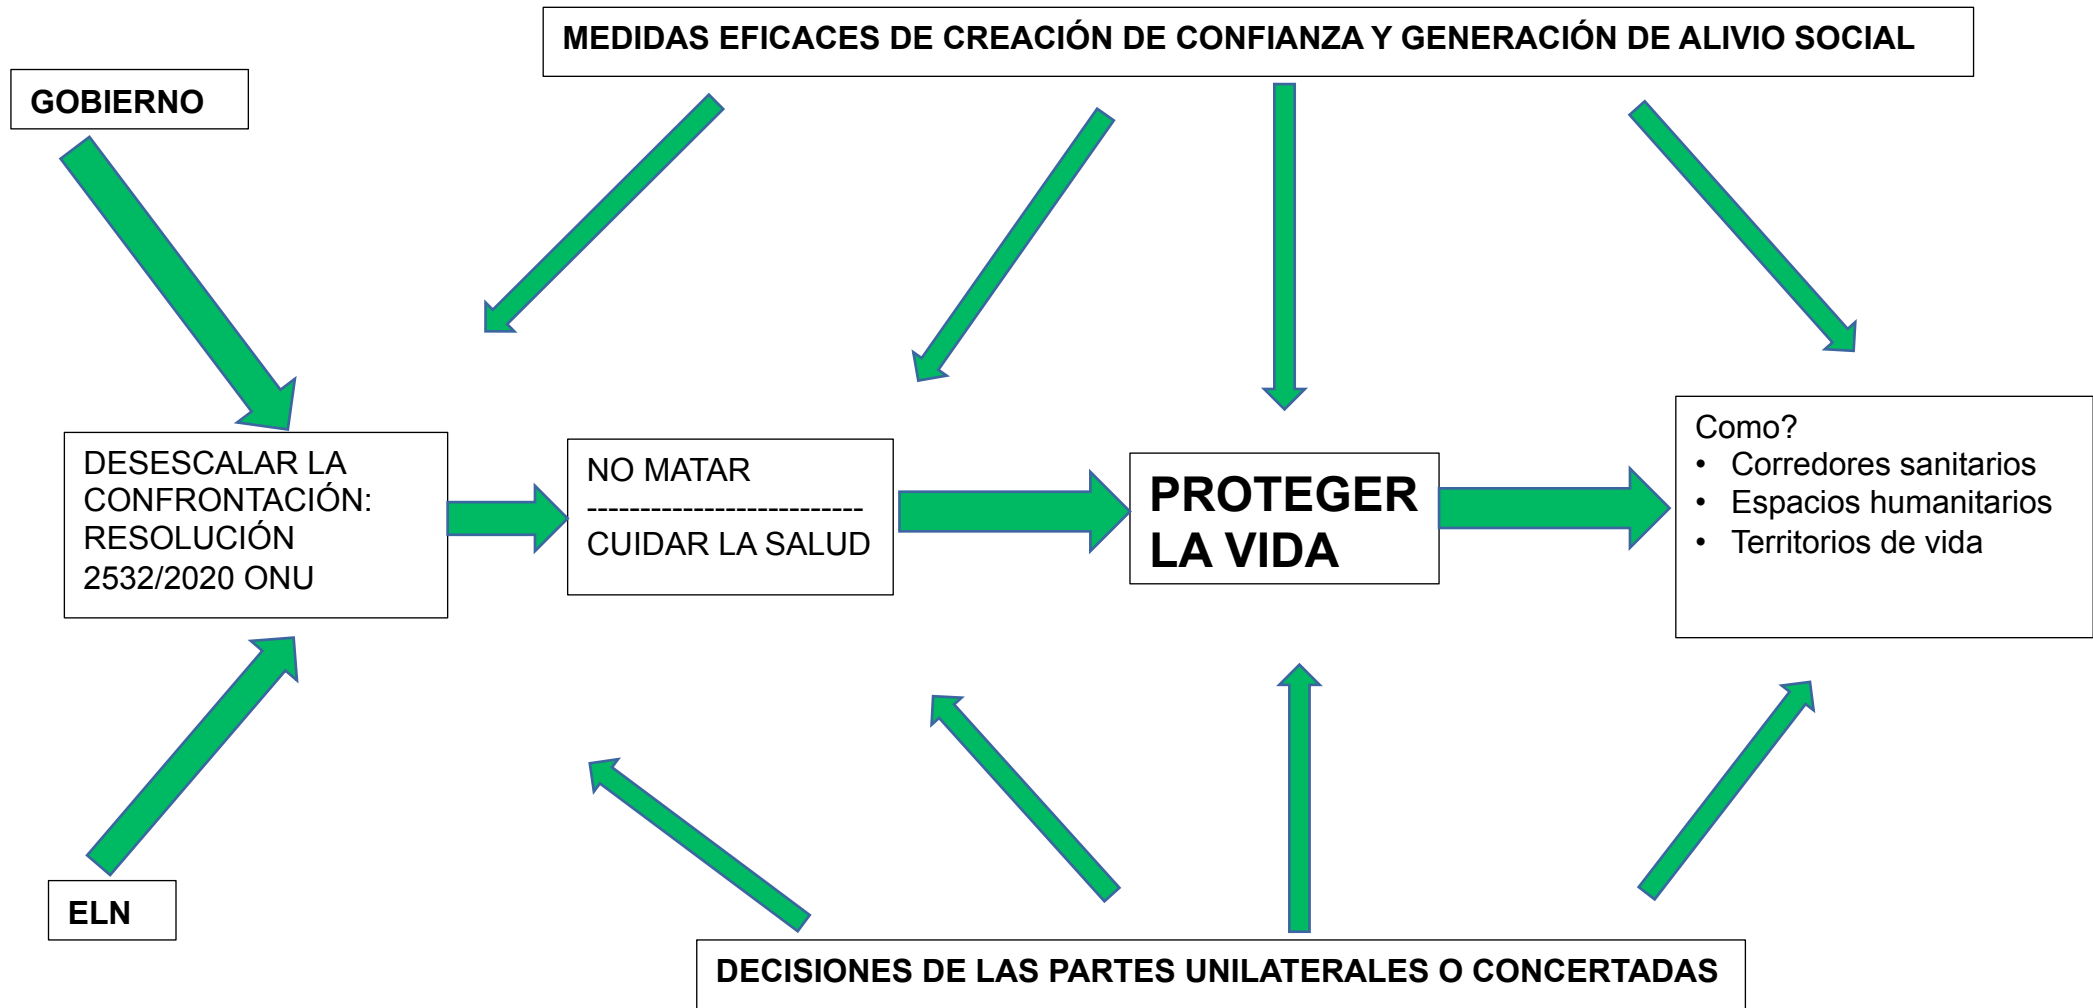 MEDIDAS EFICACES DE CREACIÓN DE CONFIANZA Y GENERACIÓN DE ALIVIO SOCIAL
GOBIERNO
DESESCALAR LA
CONFRONTACIÓN:
RESOLUCIÓN
2532/2020 ONU
NO MATAR
--------------------------
CUIDAR LA SALUD
PROTEGER
LA VIDA
Como?
• Corredores sanitarios
• Espacios humanitarios
• Territorios de vida
ELN
DECISIONES DE LAS PARTES UNILATERALES O CONCERTADAS